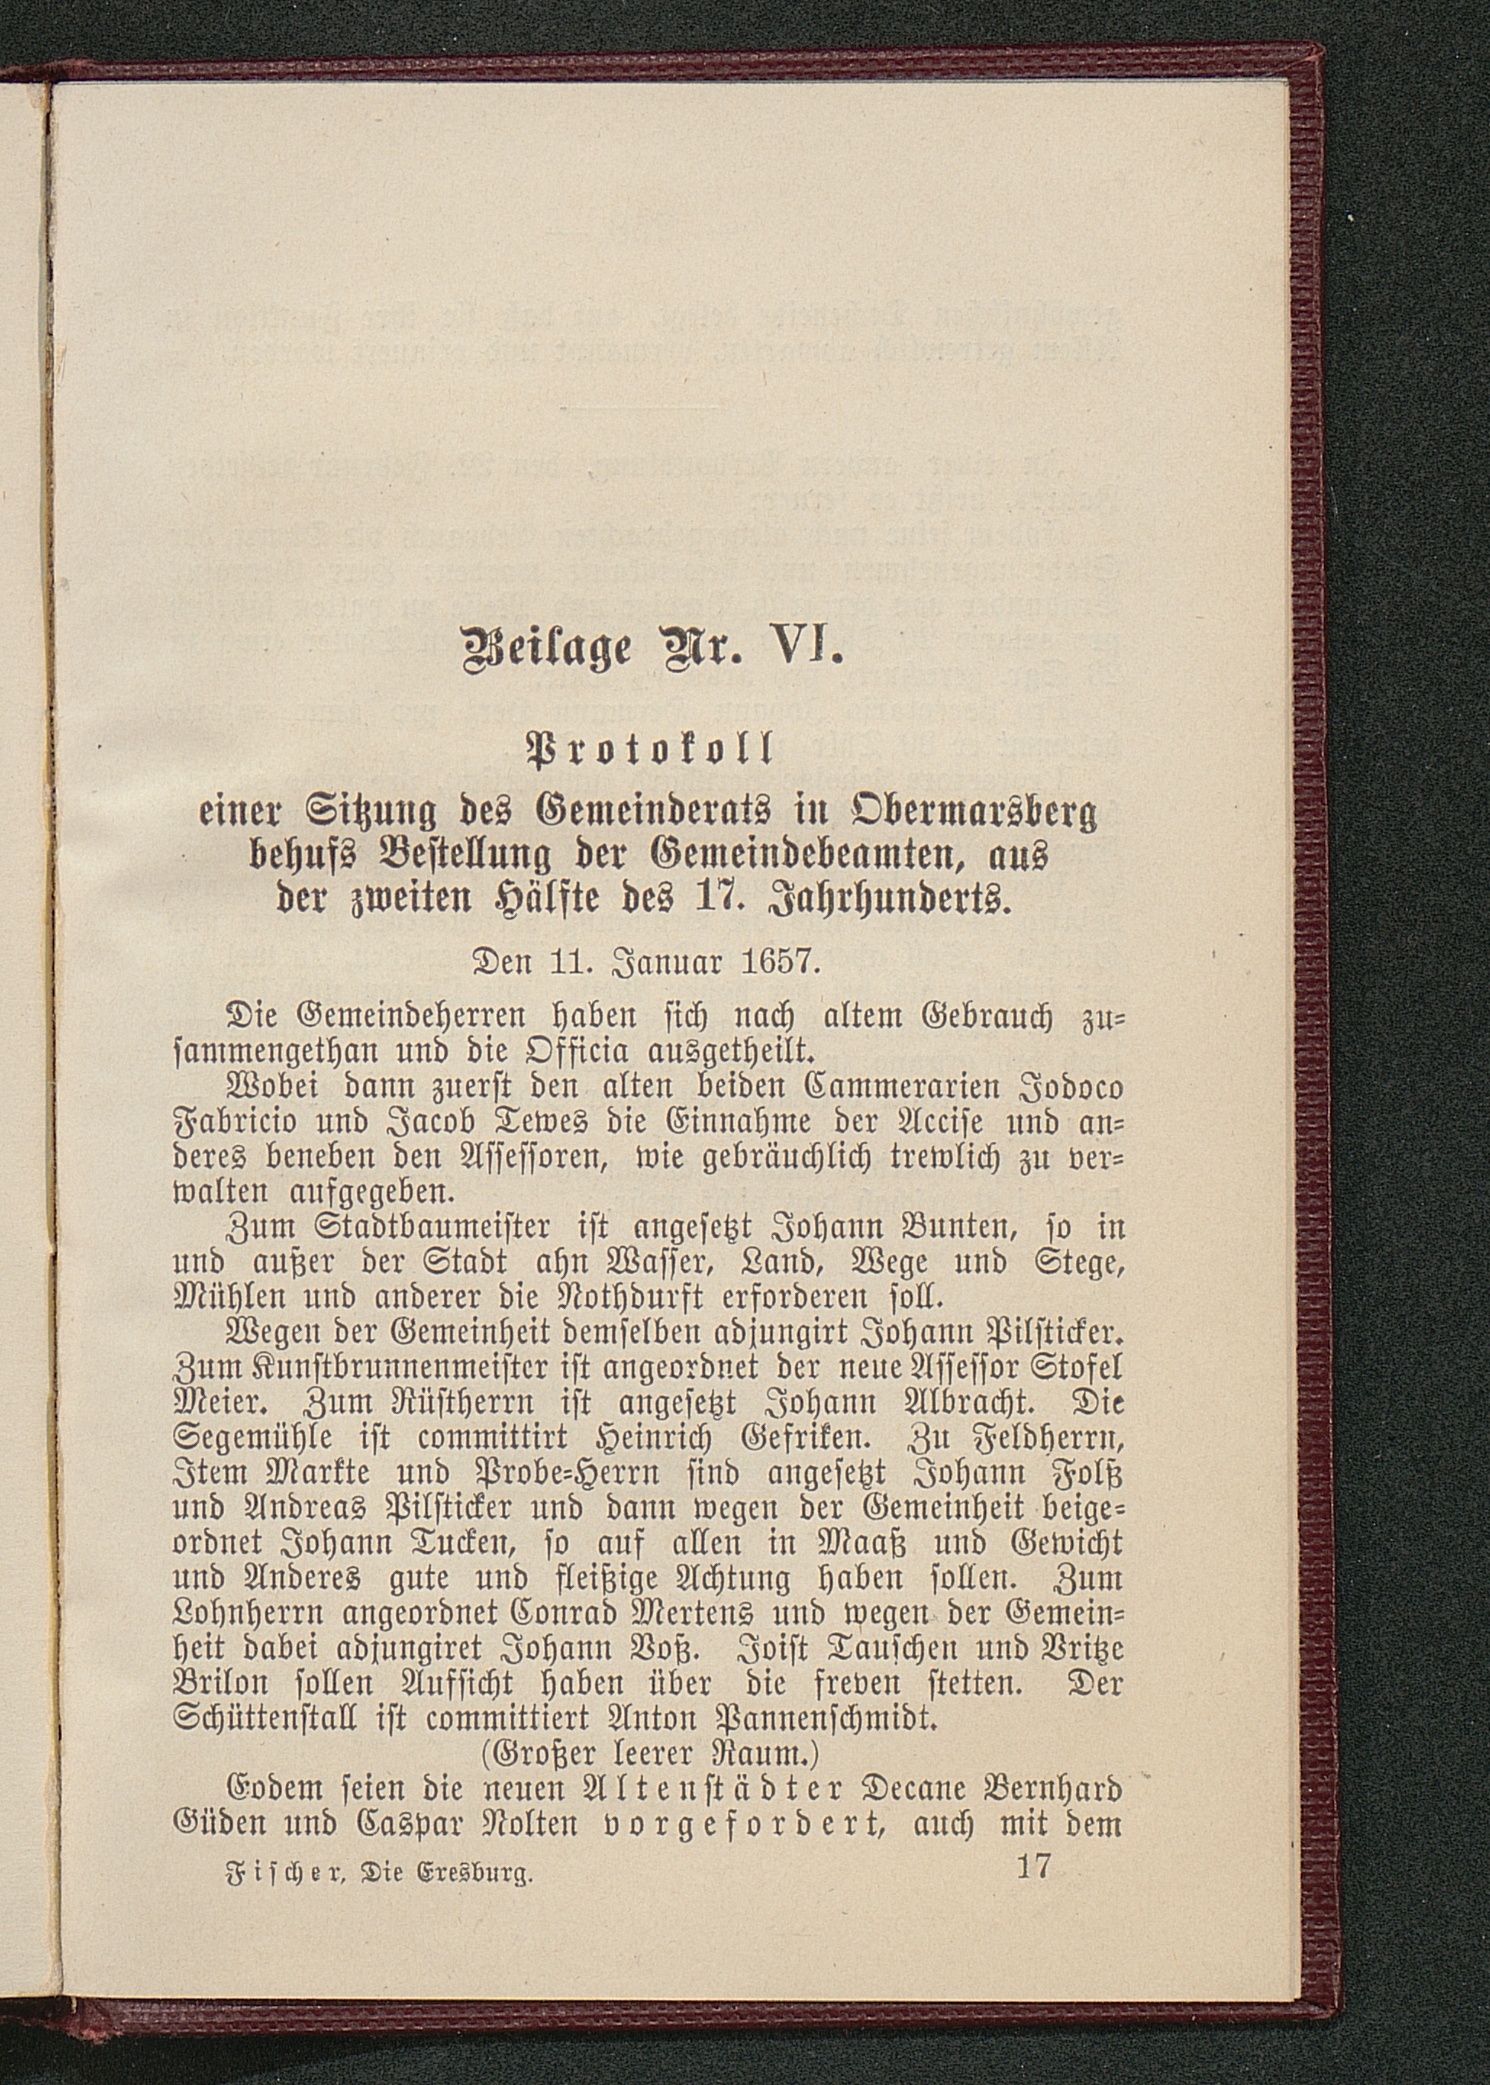 Beilage Nr. VI.
Protokoll
einer Sitzung des Gemeinderats in Obermarsberg
behufs Bestellung der Gemeindebeamten, aus
der zweiten Hälfte des 17. Jahrhunderts.
Den 11. Januar 1657.
Die Gemeindeherren haben sich nach altem Gebrauch zu=
sammengethan und die Officia ausgetheilt.
Wobei dann zuerst den alten beiden Cammerarien Jodoco
Fabricio und Jacob Tewes die Einnahme der Accise und an=
deres beneben den Assessoren, wie gebräuchlich trewlich zu ver=
walten aufgegeben.
Zum Stadtbaumeister ist angesetzt Johann Bunten, so in
und außer der Stadt ahn Wasser, Land, Wege und Stege,
Mühlen und anderer die Nothdurft erforderen soll.
Wegen der Gemeinheit demselben adjungirt Johann Pilsticker.
Zum Kunstbrunnenmeister ist angeordnet der neue Assessor Stofel
Meier. Zum Rüstherrn ist angesetzt Johann Albracht. Die
Segemühle ist committirt Heinrich Gefriken. Zu Feldherrn,
Item Markte und Probe=Herrn sind angesetzt Johann Folß
und Andreas Pilsticker und dann wegen der Gemeinheit beige=
ordnet Johann Tucken, so auf allen in Maaß und Gewicht
und Anderes gute und fleißige Achtung haben sollen. Zum
Lohnherrn angeordnet Conrad Mertens und wegen der Gemein=
heit dabei adjungiret Johann Voß. Joist Tauschen und Vritze
Brilon sollen Aufsicht haben über die freven stetten. Der
Schüttenstall ist committiert Anton Pannenschmidt.
(Großer leerer Raum.)
Eodem seien die neuen Altenstädter Decane Bernhard
Güden und Caspar Nolten vorgefordert, auch mit dem
Fischer, Die Eresburg. 17